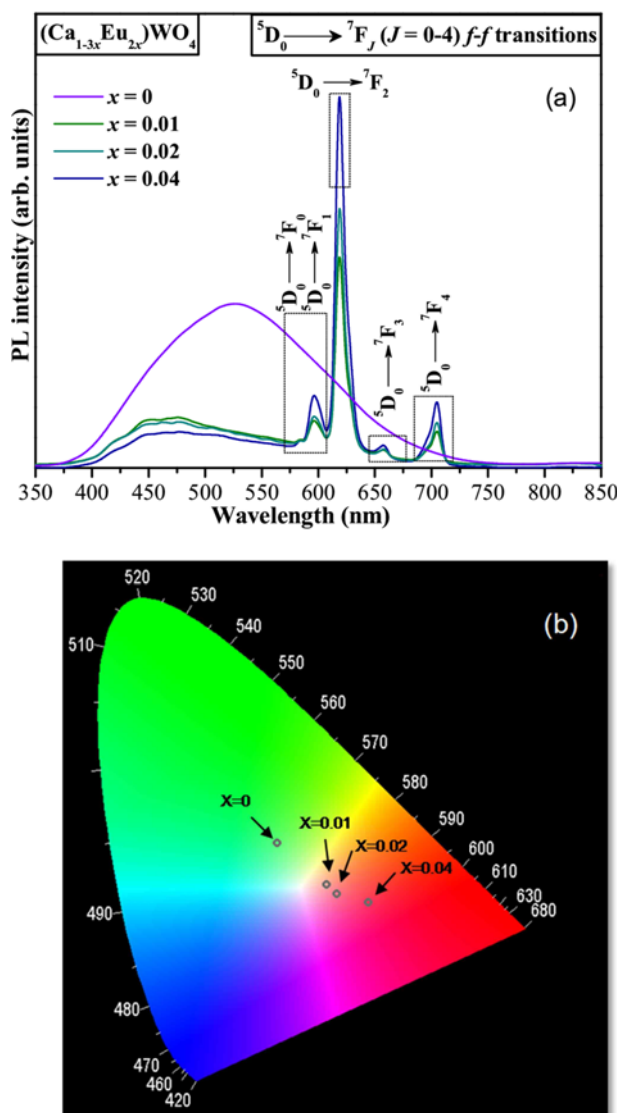 (Ca₁₋₃ₓEu₂ₓ)WO₄
⁵D₀ ⟶ ⁷F_J (J = 0-4) f-f transitions
(a)
x = 0
x = 0.01
x = 0.02
x = 0.04
⁵D₀ ⟶ ⁷F₂
⁵D₀ ⟶ ⁷F₀
⁵D₀ ⟶ ⁷F₁
⁵D₀ ⟶ ⁷F₃
⁵D₀ ⟶ ⁷F₄
PL intensity (arb. units)
350 400 450 500 550 600 650 700 750 800 850
Wavelength (nm)
(b)
520
530
540
510
550
560
570
580
X=0
X=0.01
590
X=0.02
600
X=0.04
610
630
680
490
480
470
460
420